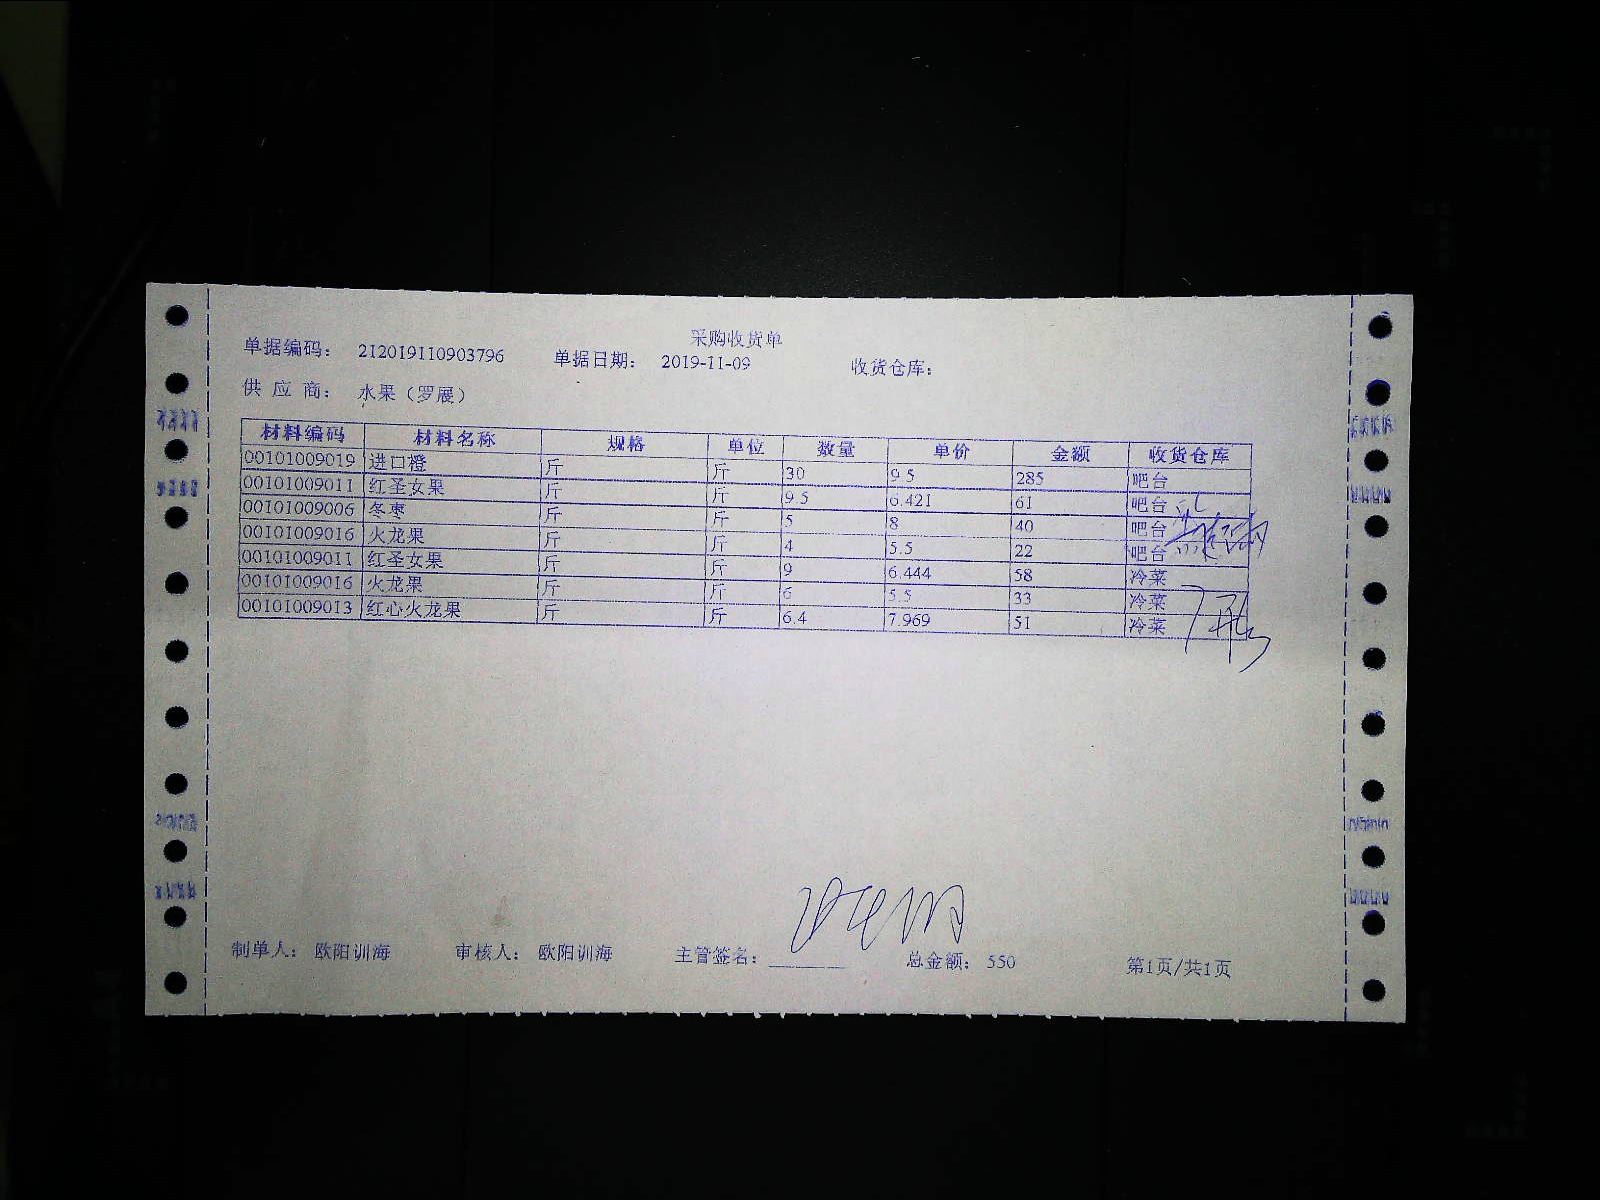 采购收货单
单据编码： 212019110903796 单据日期： 2019-11-09 收货仓库：
供 应 商： 水果（罗展）
材料编码 材料名称 规格 单位 数量 单价 金额 收货仓库
00101009019 进口橙 斤 斤 30 9.5 285 吧台
00101009011 红圣女果 斤 斤 9.5 6.421 61 吧台
00101009006 冬枣 斤 斤 5 8 40 吧台
00101009016 火龙果 斤 斤 4 5.5 22 吧台
00101009011 红圣女果 斤 斤 9 6.444 58 冷菜
00101009016 火龙果 斤 斤 6 5.5 33 冷菜
00101009013 红心火龙果 斤 斤 6.4 7.969 51 冷菜
制单人： 欧阳训海 审核人： 欧阳训海 主管签名： 总金额： 550 第1页/共1页